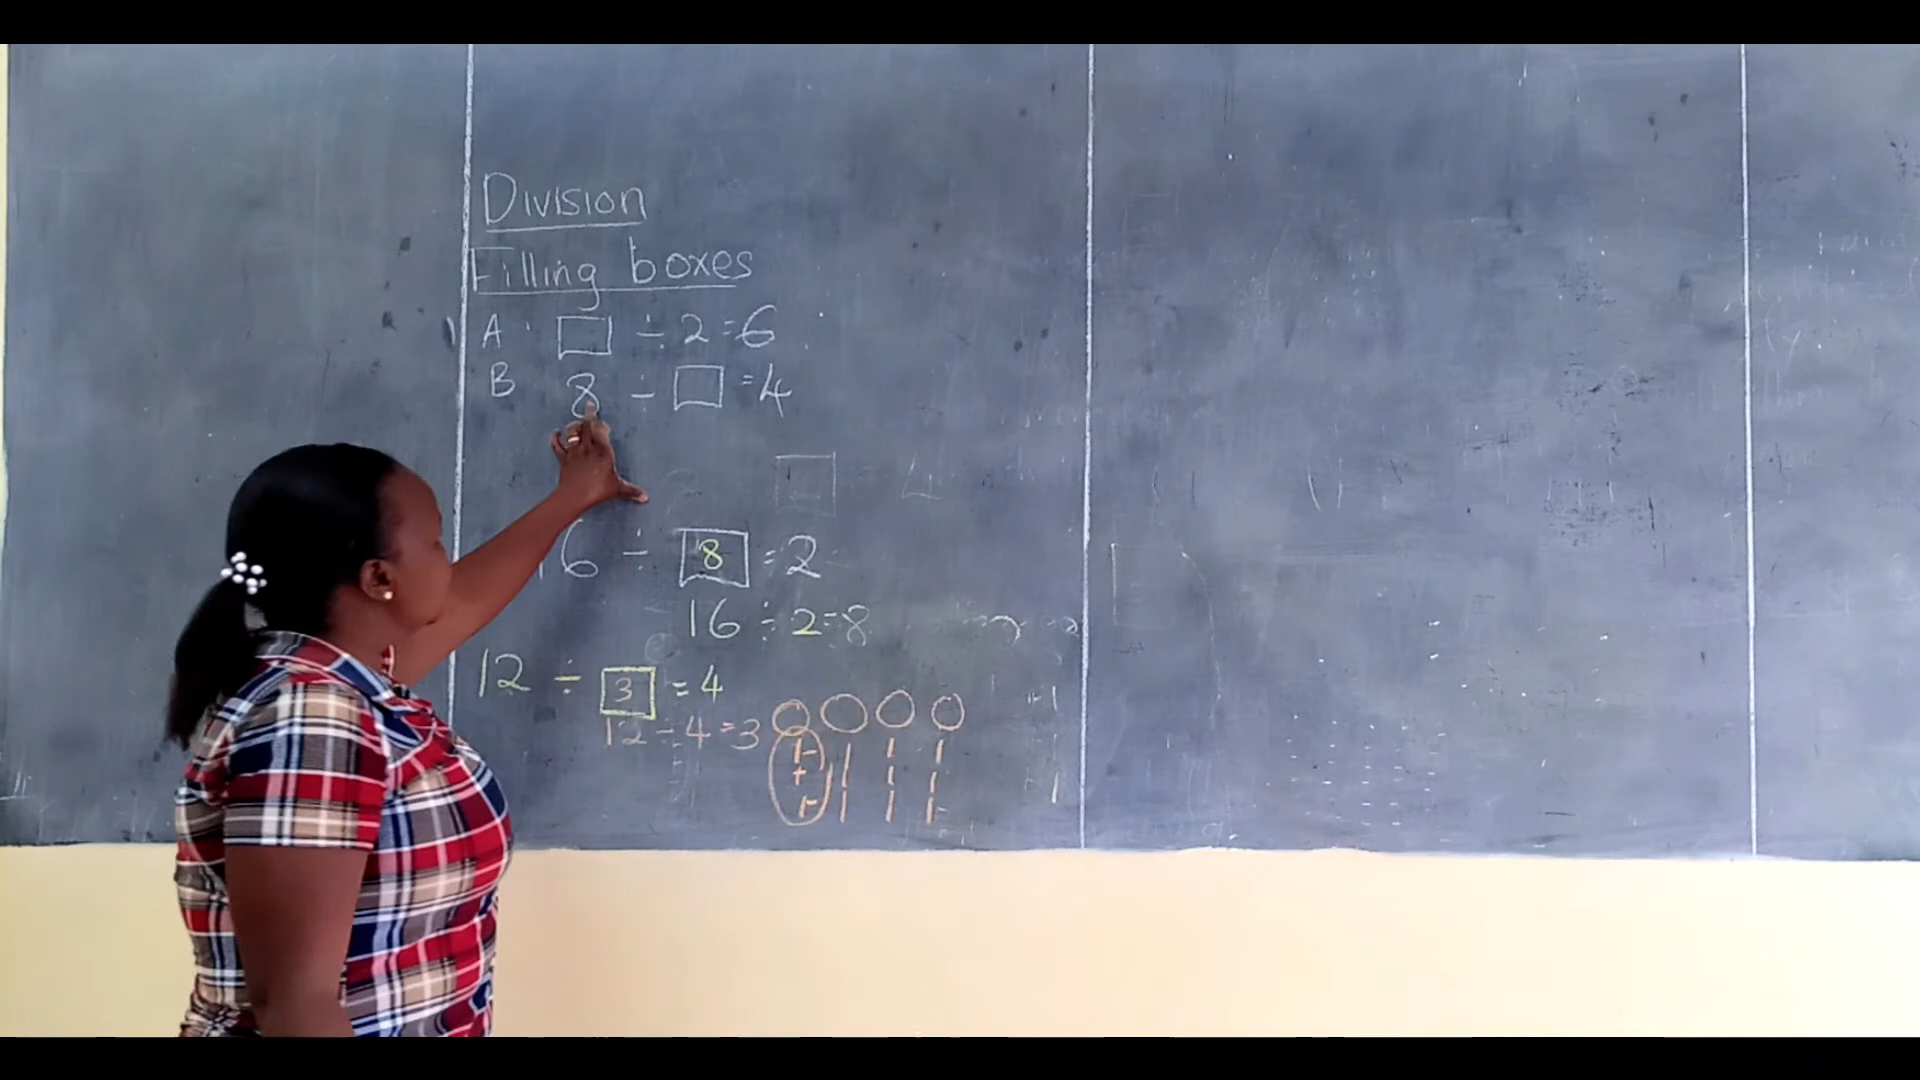 Division
Filling boxes
A □ ÷ 2 = 6
B 8 ÷ □ = 4
16 ÷ 8 = 2
16 ÷ 2 = 8
12 ÷ 3 = 4
12 ÷ 4 = 3